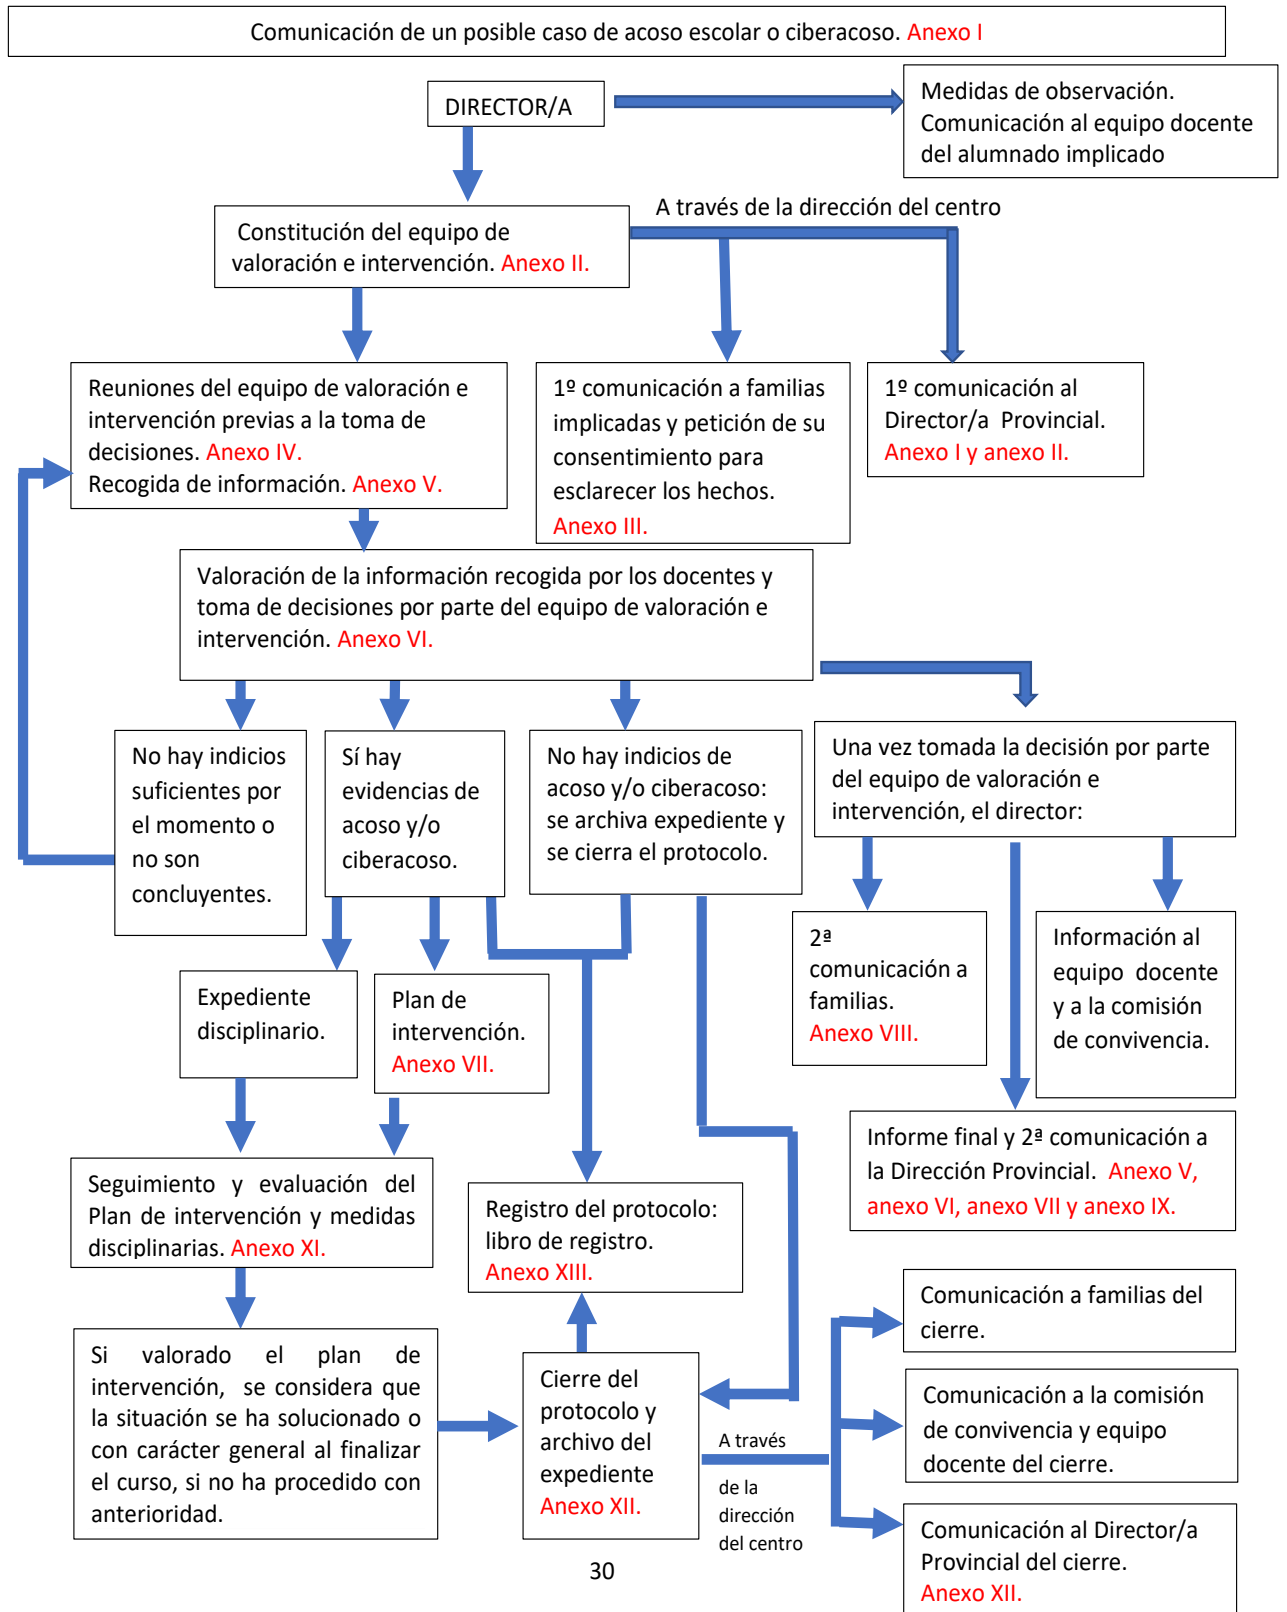 Comunicación de un posible caso de acoso escolar o ciberacoso. Anexo I
DIRECTOR/A
Medidas de observación.
Comunicación al equipo docente
del alumnado implicado
A través de la dirección del centro
Constitución del equipo de
valoración e intervención. Anexo II.
Reuniones del equipo de valoración e
intervención previas a la toma de
decisiones. Anexo IV.
Recogida de información. Anexo V.
1º comunicación a familias
implicadas y petición de su
consentimiento para
esclarecer los hechos.
Anexo III.
1º comunicación al
Director/a Provincial.
Anexo I y anexo II.
Valoración de la información recogida por los docentes y
toma de decisiones por parte del equipo de valoración e
intervención. Anexo VI.
No hay indicios
suficientes por
el momento o
no son
concluyentes.
Sí hay
evidencias de
acoso y/o
ciberacoso.
No hay indicios de
acoso y/o ciberacoso:
se archiva expediente y
se cierra el protocolo.
Una vez tomada la decisión por parte
del equipo de valoración e
intervención, el director:
2ª
comunicación a
familias.
Anexo VIII.
Información al
equipo docente
y a la comisión
de convivencia.
Expediente
disciplinario.
Plan de
intervención.
Anexo VII.
Informe final y 2ª comunicación a
la Dirección Provincial. Anexo V,
anexo VI, anexo VII y anexo IX.
Seguimiento y evaluación del
Plan de intervención y medidas
disciplinarias. Anexo XI.
Registro del protocolo:
libro de registro.
Anexo XIII.
Si valorado el plan de
intervención, se considera que
la situación se ha solucionado o
con carácter general al finalizar
el curso, si no ha procedido con
anterioridad.
Cierre del
protocolo y
archivo del
expediente
Anexo XII.
A través
de la
dirección
del centro
Comunicación a familias del
cierre.
Comunicación a la comisión
de convivencia y equipo
docente del cierre.
Comunicación al Director/a
Provincial del cierre.
Anexo XII.
30